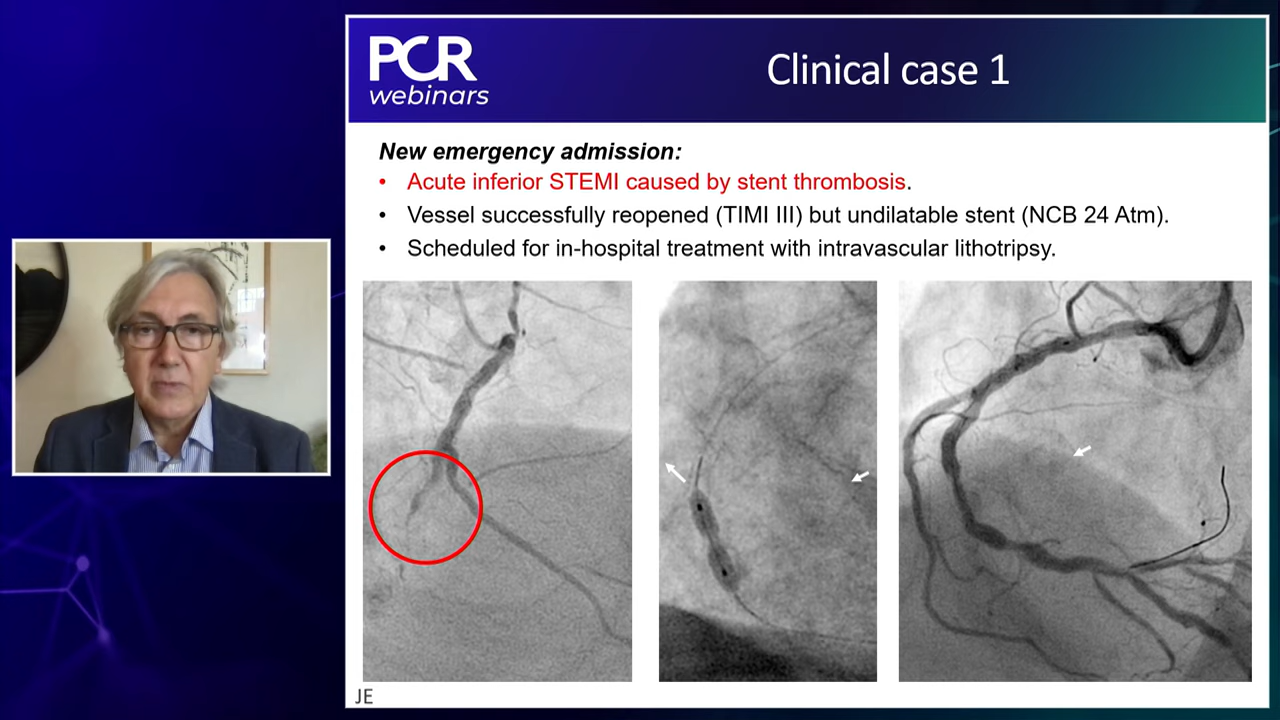 PCR
webinars
Clinical case 1
New emergency admission:
• Acute inferior STEMI caused by stent thrombosis.
• Vessel successfully reopened (TIMI III) but undilatable stent (NCB 24 Atm).
• Scheduled for in-hospital treatment with intravascular lithotripsy.
JE